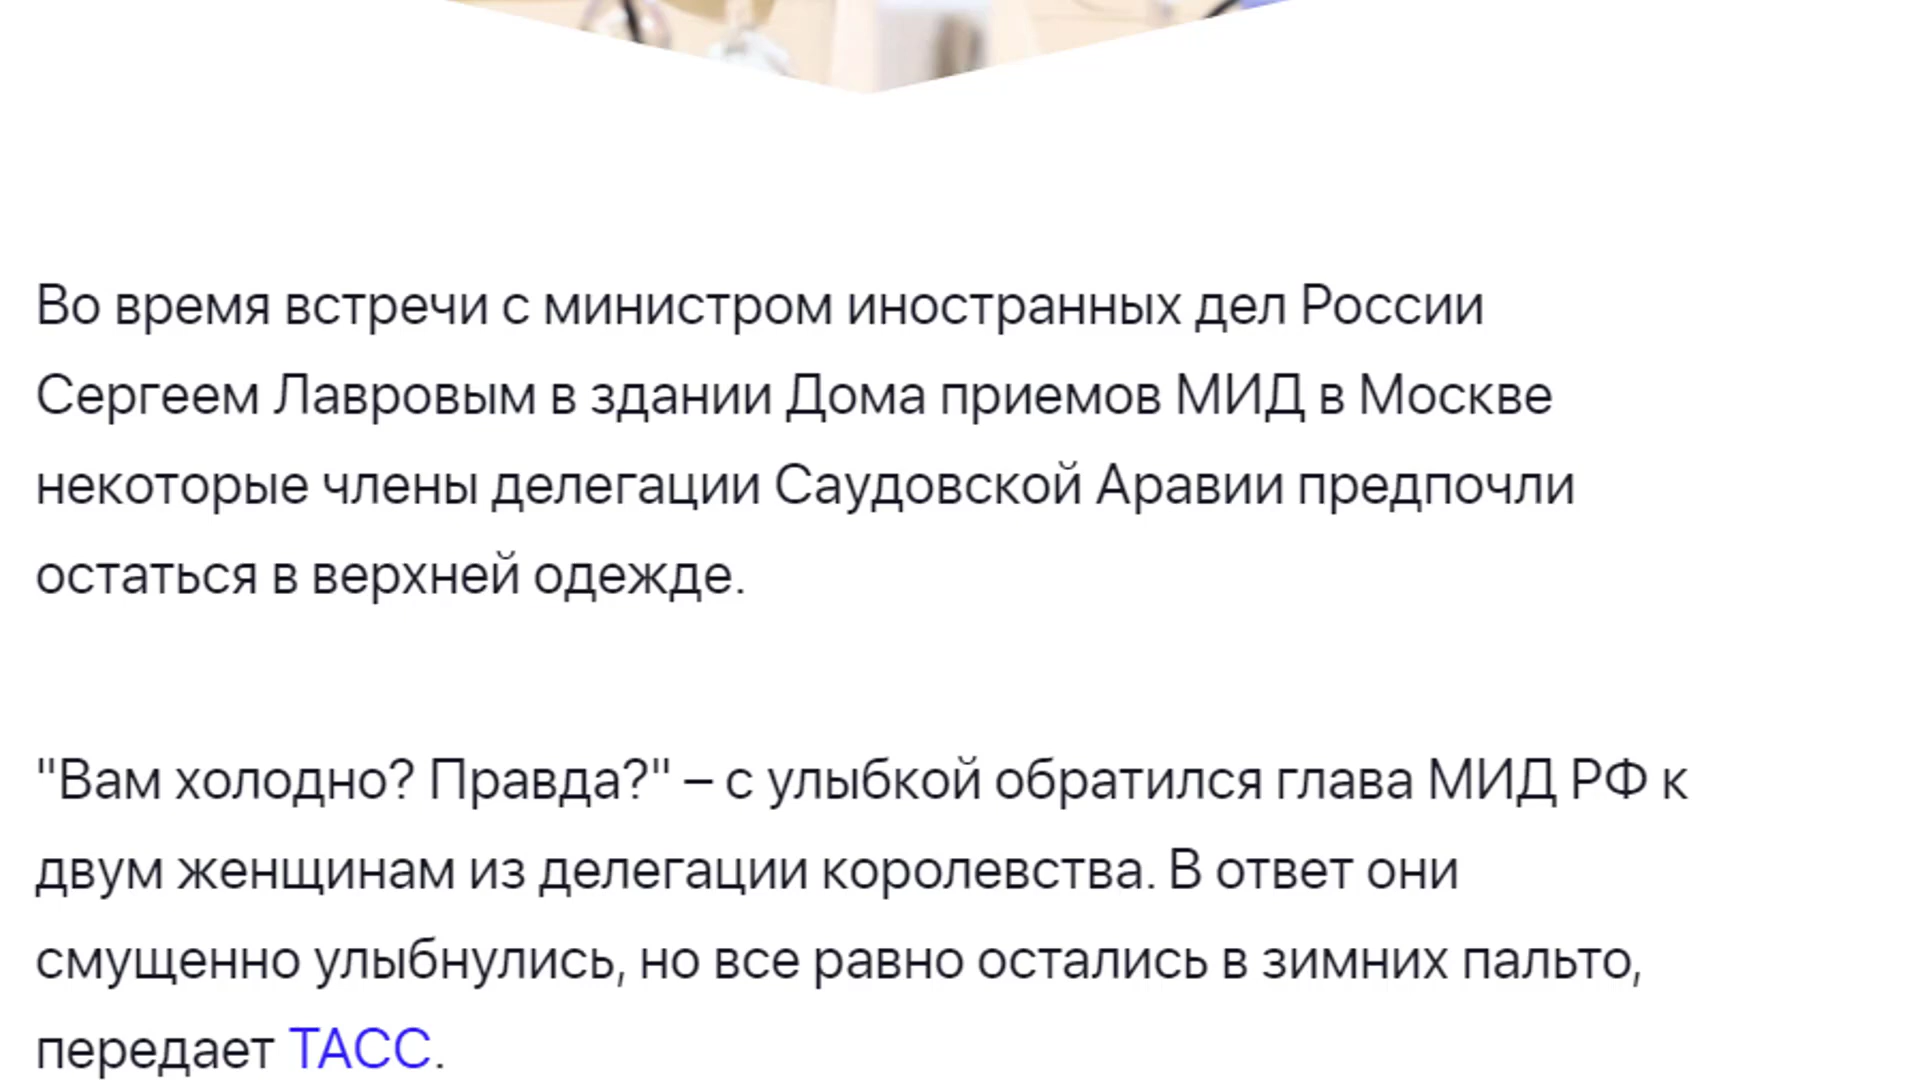 Во время встречи с министром иностранных дел России
Сергеем Лавровым в здании Дома приемов МИД в Москве
некоторые члены делегации Саудовской Аравии предпочли
остаться в верхней одежде.
"Вам холодно? Правда?" – с улыбкой обратился глава МИД РФ к
двум женщинам из делегации королевства. В ответ они
смущенно улыбнулись, но все равно остались в зимних пальто,
передает ТАСС.